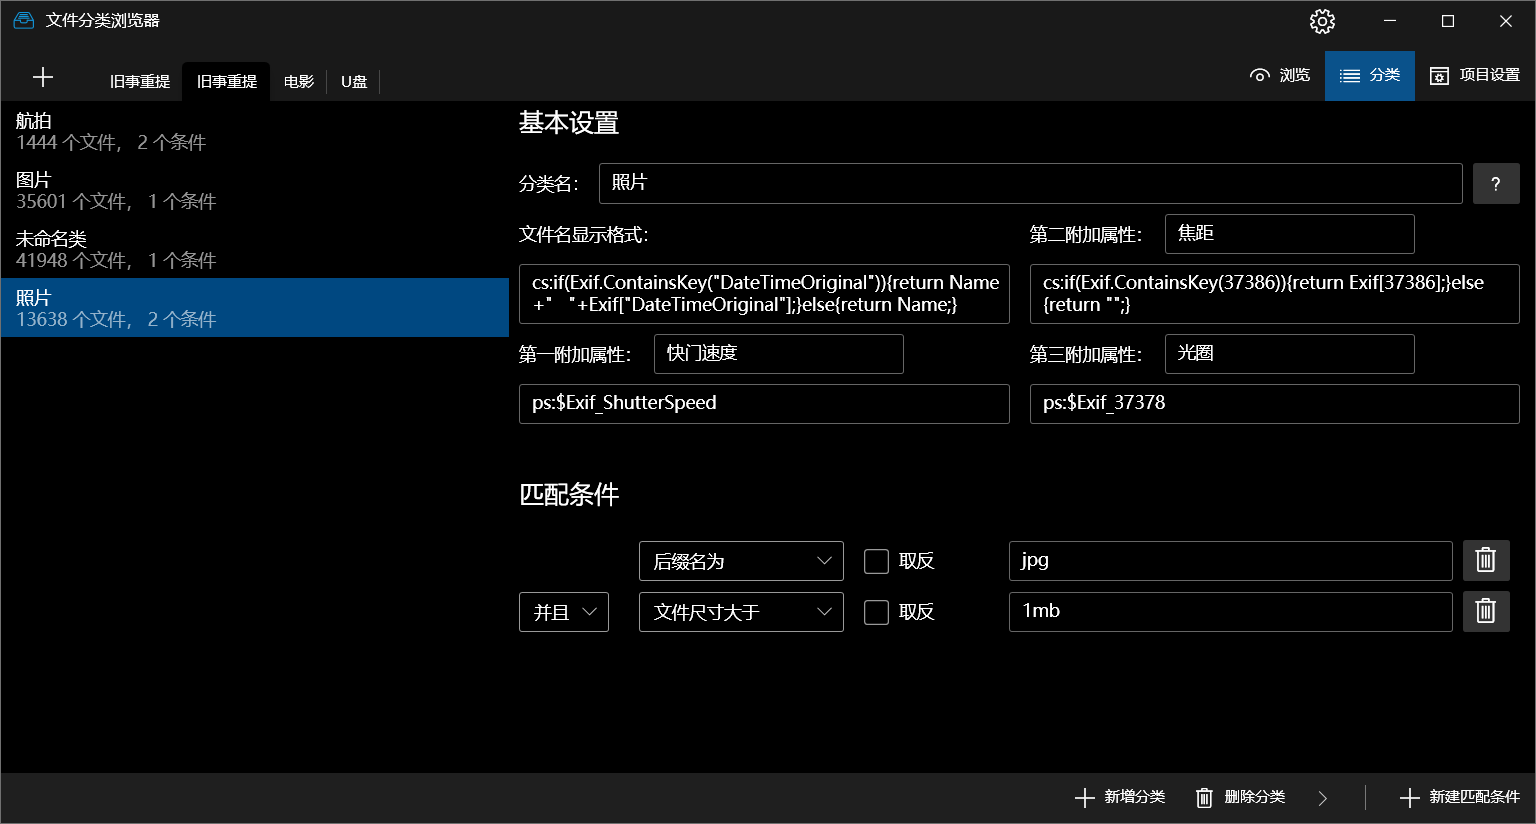 文件分类浏览器
旧事重提
旧事重提
电影
U盘
浏览
分类
项目设置
航拍
1444 个文件， 2 个条件
图片
35601 个文件， 1 个条件
未命名类
41948 个文件， 1 个条件
照片
13638 个文件， 2 个条件
基本设置
分类名：
照片
?
文件名显示格式：
cs:if(Exif.ContainsKey("DateTimeOriginal")){return Name
+"   "+Exif["DateTimeOriginal"];}else{return Name;}
第二附加属性：
焦距
cs:if(Exif.ContainsKey(37386)){return Exif[37386];}else
{return "";}
第一附加属性：
快门速度
ps:$Exif_ShutterSpeed
第三附加属性：
光圈
ps:$Exif_37378
匹配条件
后缀名为
取反
jpg
并且
文件尺寸大于
取反
1mb
新增分类
删除分类
新建匹配条件